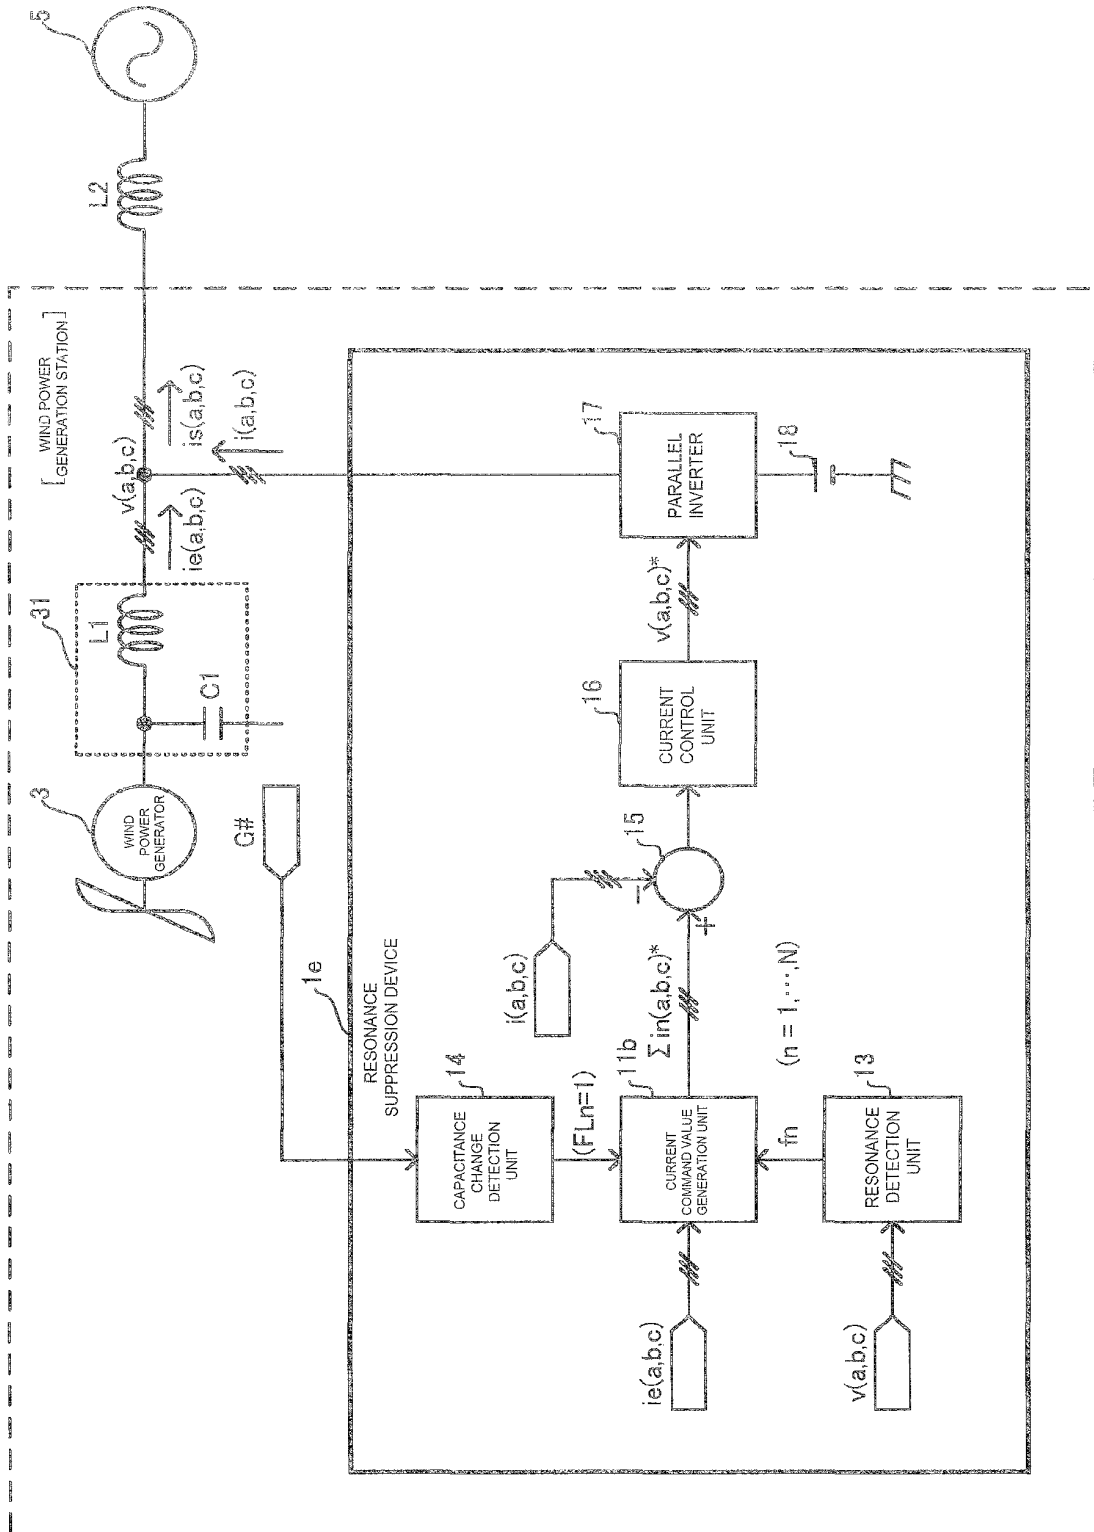 5
L2
[WIND POWER
GENERATION STATION]
v(a,b,c)
is(a,b,c)
i(a,b,c)
ie(a,b,c)
31
L1
C1
3
WIND
POWER
GENERATOR
G#
1e
RESONANCE
SUPPRESSION DEVICE
14
CAPACITANCE
CHANGE
DETECTION
UNIT
(FLn=1)
11b
CURRENT
COMMAND VALUE
GENERATION UNIT
ie(a,b,c)
fn
13
RESONANCE
DETECTION
UNIT
v(a,b,c)
(n = 1,⋯,N)
Σin(a,b,c)*
i(a,b,c)
−
+
15
16
CURRENT
CONTROL
UNIT
v(a,b,c)*
17
PARALLEL
INVERTER
18